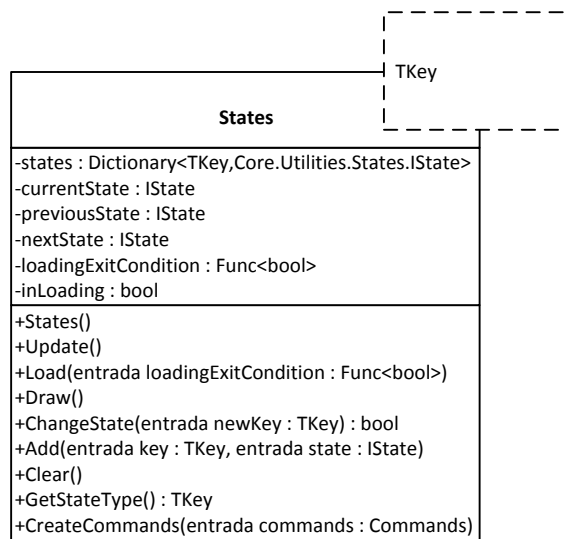 TKey
States
-states : Dictionary<TKey,Core.Utilities.States.IState>
-currentState : IState
-previousState : IState
-nextState : IState
-loadingExitCondition : Func<bool>
-inLoading : bool
+States()
+Update()
+Load(entrada loadingExitCondition : Func<bool>)
+Draw()
+ChangeState(entrada newKey : TKey) : bool
+Add(entrada key : TKey, entrada state : IState)
+Clear()
+GetStateType() : TKey
+CreateCommands(entrada commands : Commands)